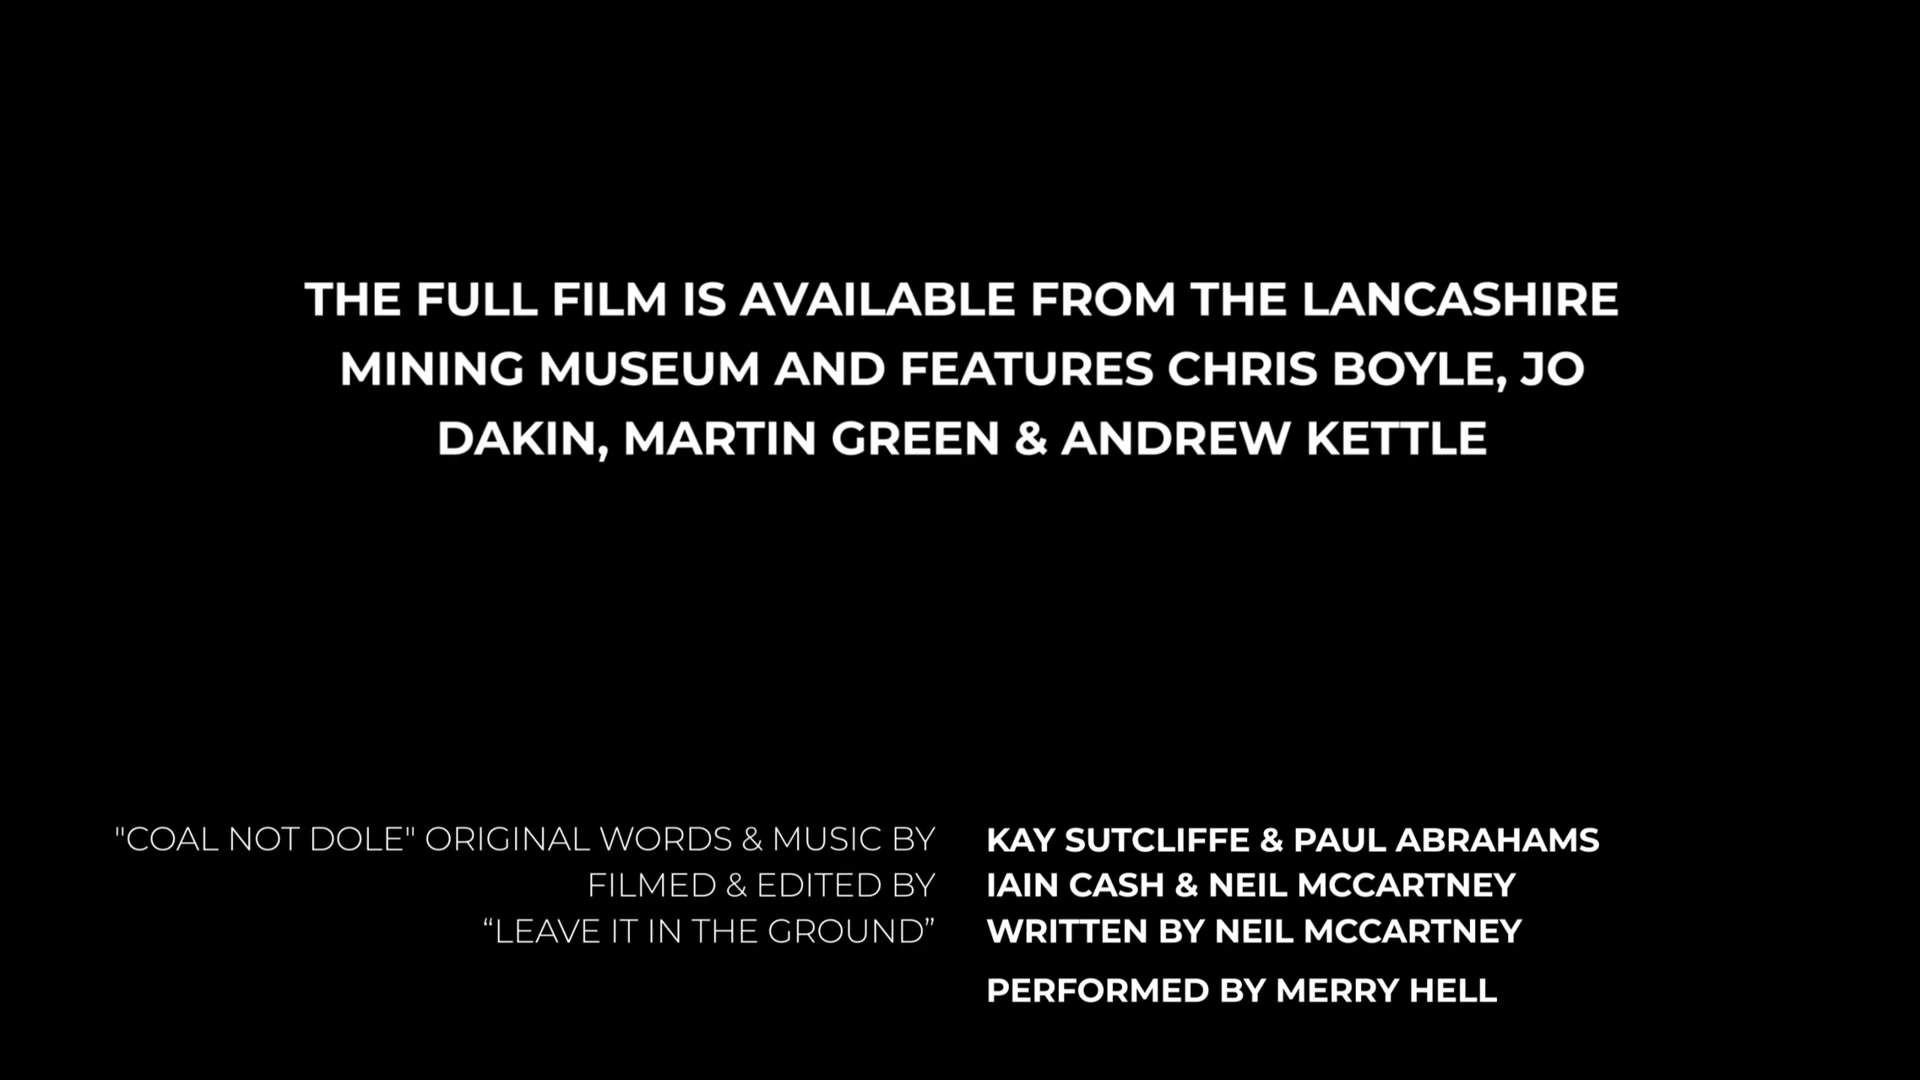 THE FULL FILM IS AVAILABLE FROM THE LANCASHIRE
MINING MUSEUM AND FEATURES CHRIS BOYLE, JO
DAKIN, MARTIN GREEN & ANDREW KETTLE
"COAL NOT DOLE" ORIGINAL WORDS & MUSIC BY KAY SUTCLIFFE & PAUL ABRAHAMS
FILMED & EDITED BY IAIN CASH & NEIL MCCARTNEY
“LEAVE IT IN THE GROUND” WRITTEN BY NEIL MCCARTNEY
PERFORMED BY MERRY HELL